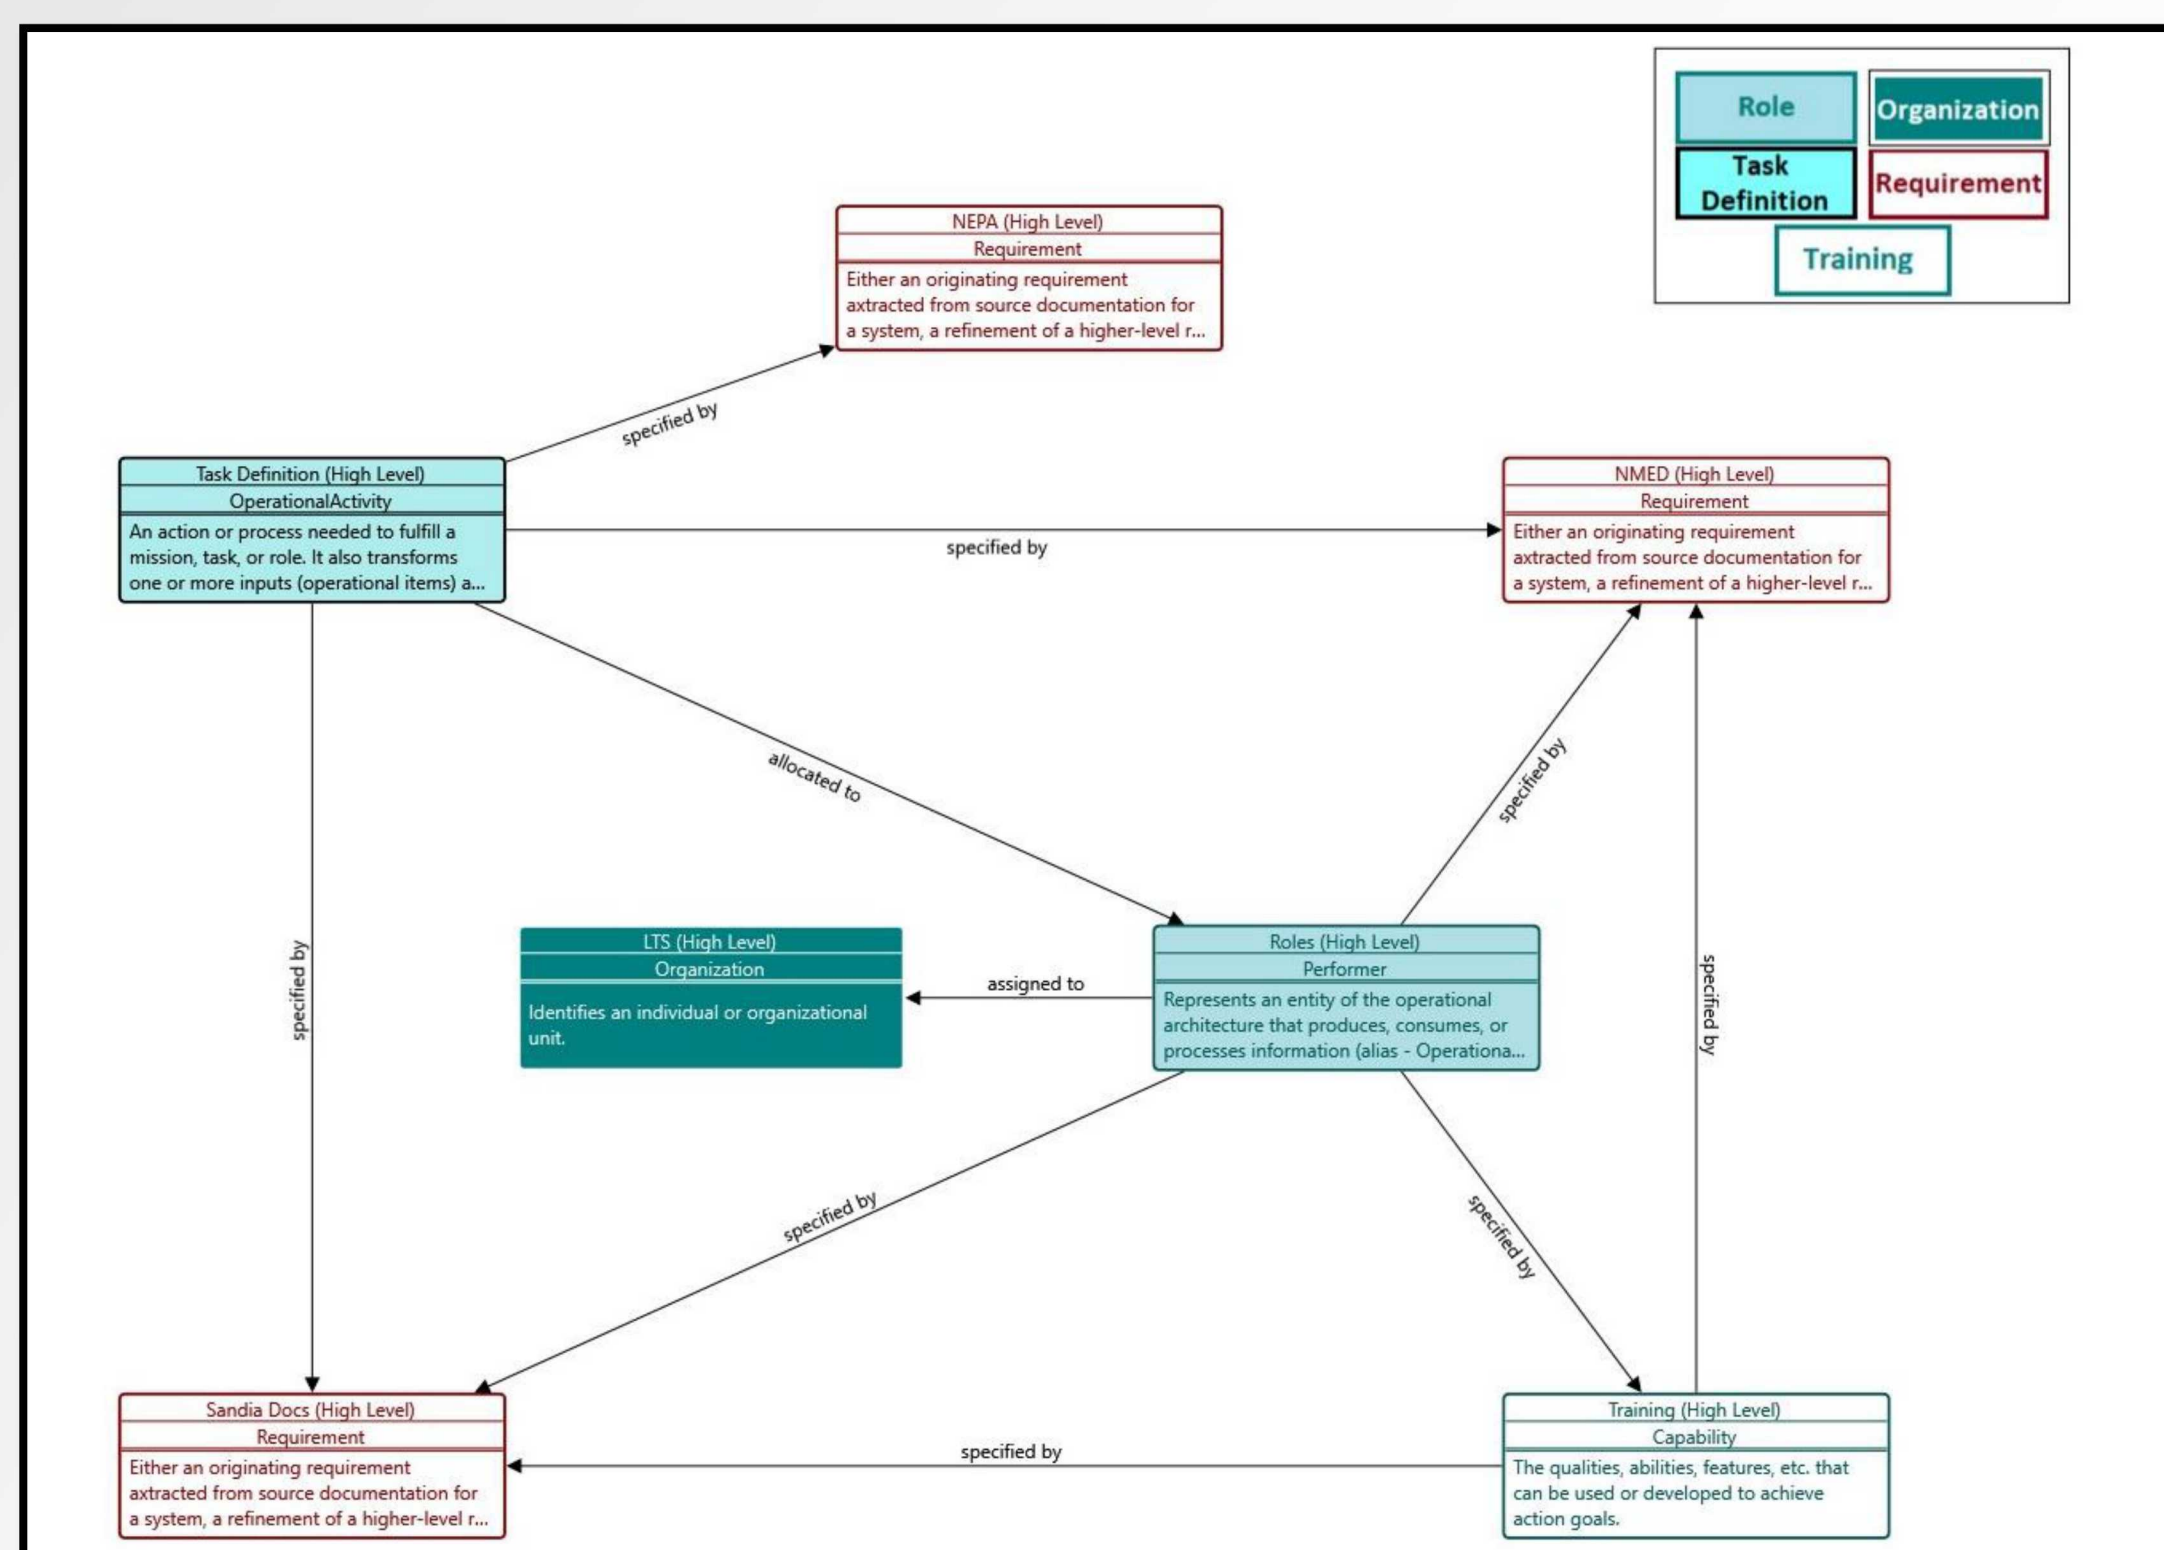 Role
Organization
Task
Definition
Requirement
Training
NEPA (High Level)
Requirement
Either an originating requirement
axtracted from source documentation for
a system, a refinement of a higher-level r...
specified by
Task Definition (High Level)
OperationalActivity
An action or process needed to fulfill a
mission, task, or role. It also transforms
one or more inputs (operational items) a...
specified by
NMED (High Level)
Requirement
Either an originating requirement
axtracted from source documentation for
a system, a refinement of a higher-level r...
allocated to
specified by
specified by
specified by
LTS (High Level)
Organization
Identifies an individual or organizational
unit.
assigned to
Roles (High Level)
Performer
Represents an entity of the operational
architecture that produces, consumes, or
processes information (alias - Operationa...
specified by
specified by
Sandia Docs (High Level)
Requirement
Either an originating requirement
axtracted from source documentation for
a system, a refinement of a higher-level r...
specified by
Training (High Level)
Capability
The qualities, abilities, features, etc. that
can be used or developed to achieve
action goals.